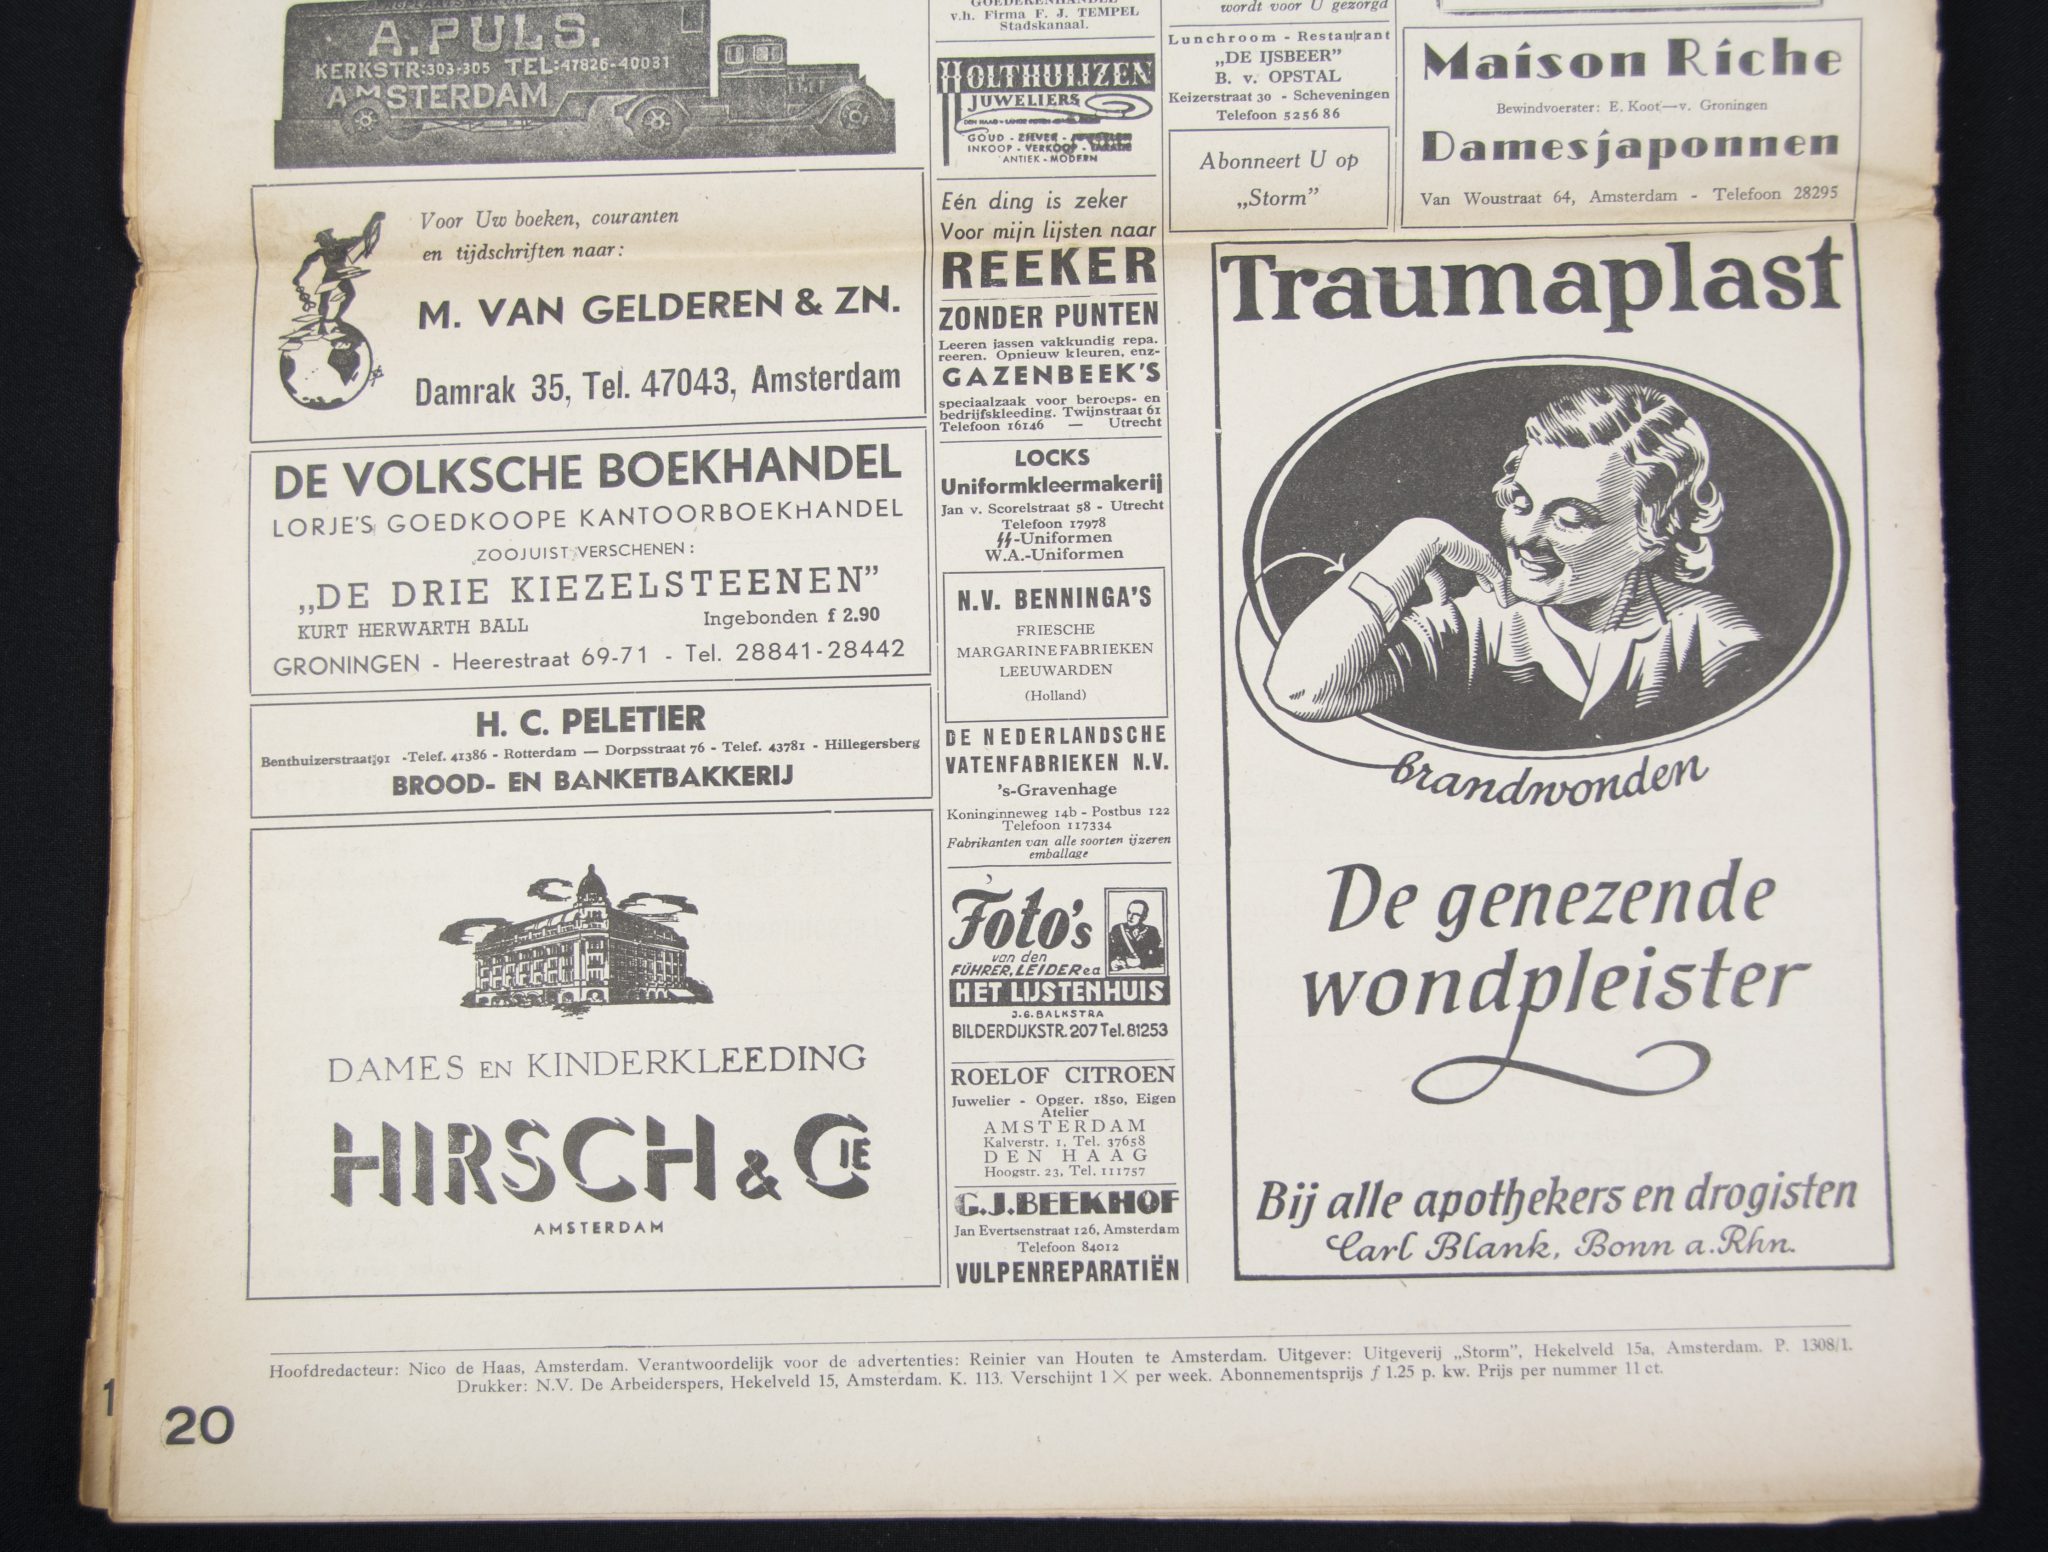 A. PULS.
KERKSTR: 303-305 TEL: 47826-40031
AMSTERDAM
Voor Uw boeken, couranten
en tijdschriften naar:
M. VAN GELDEREN & ZN.
Damrak 35, Tel. 47043, Amsterdam
DE VOLKSCHE BOEKHANDEL
LORJE'S GOEDKOOPE KANTOORBOEKHANDEL
ZOOJUIST VERSCHENEN:
„DE DRIE KIEZELSTEENEN”
KURT HERWARTH BALL Ingebonden f 2.90
GRONINGEN - Heerestraat 69-71 - Tel. 28841-28442
H. C. PELETIER
Benthuizerstraat 91 -Telef. 41386 - Rotterdam — Dorpsstraat 76 - Telef. 43781 - Hillegersberg
BROOD- EN BANKETBAKKERIJ
DAMES EN KINDERKLEEDING
HIRSCH & CIE
AMSTERDAM
GOEDERENHANDEL
v.h. Firma F. J. TEMPEL
Stadskanaal.
HOLTHUIJZEN
JUWELIERS
GOUD - ZILVER -
INKOOP - VERKOOP -
ANTIEK - MODERN
Eén ding is zeker
Voor mijn lijsten naar
REEKER
ZONDER PUNTEN
Leeren jassen vakkundig repa.
reeren. Opnieuw kleuren, enz-
GAZENBEEK'S
speciaalzaak voor beroeps- en
bedrijfskleeding. Twijnstraat 61
Telefoon 16146 — Utrecht
LOCKS
Uniformkleermakerij
Jan v. Scorelstraat 58 - Utrecht
Telefoon 17978
SS-Uniformen
W.A.-Uniformen
N.V. BENNINGA'S
FRIESCHE
MARGARINEFABRIEKEN
LEEUWARDEN
(Holland)
DE NEDERLANDSCHE
VATENFABRIEKEN N.V.
's-Gravenhage
Koninginneweg 14b - Postbus 122
Telefoon 117334
Fabrikanten van alle soorten ijzeren
emballage
Foto's
van den
FÜHRER, LEIDER ea
HET LIJSTENHUIS
J.G. BALKSTRA
BILDERDIJKSTR. 207 Tel. 81253
ROELOF CITROEN
Juwelier - Opger. 1850, Eigen
Atelier
AMSTERDAM
Kalverstr. 1, Tel. 37658
DEN HAAG
Hoogstr. 23, Tel. 111757
G.J. BEEKHOF
Jan Evertsenstraat 126, Amsterdam
Telefoon 84012
VULPENREPARATIËN
wordt voor U gezorgd
Lunchroom - Restaurant
„DE IJSBEER”
B. v. OPSTAL
Keizerstraat 30 - Scheveningen
Telefoon 525686
Abonneert U op
„Storm”
Maison Riche
Bewindvoerster: E. Koot—v. Groningen
Damesjaponnen
Van Woustraat 64, Amsterdam - Telefoon 28295
Traumaplast
brandwonden
De genezende
wondpleister
Bij alle apothekers en drogisten
Carl Blank, Bonn a. Rhn.
Hoofdredacteur: Nico de Haas, Amsterdam. Verantwoordelijk voor de advertenties: Reinier van Houten te Amsterdam. Uitgever: Uitgeverij „Storm”, Hekelveld 15a, Amsterdam. P. 1308/1.
Drukker: N.V. De Arbeiderspers, Hekelveld 15, Amsterdam. K. 113. Verschijnt 1 × per week. Abonnementsprijs f 1.25 p. kw. Prijs per nummer 11 ct.
1
20